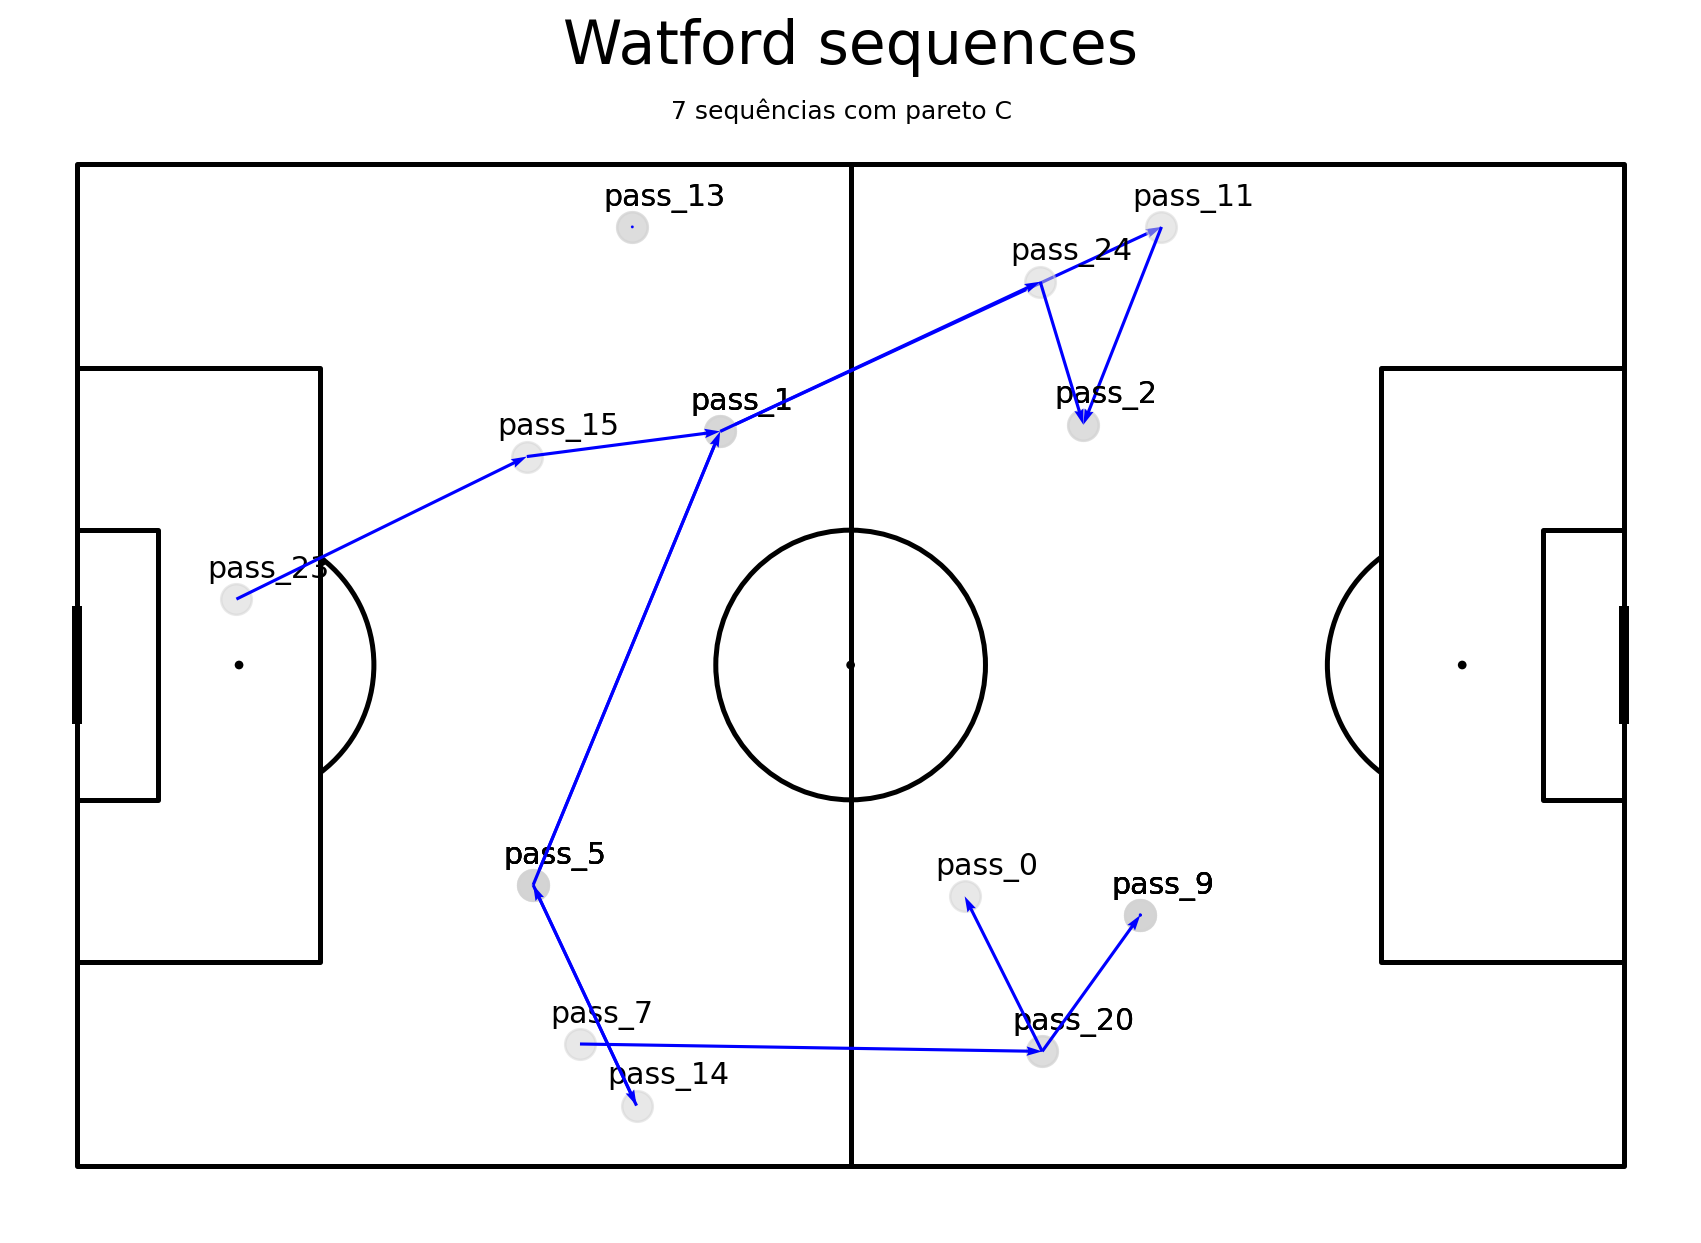 Watford sequences
7 sequências com pareto C
pass_13
pass_11
pass_24
pass_2
pass_1
pass_15
pass_23
pass_5
pass_0
pass_9
pass_7
pass_20
pass_14